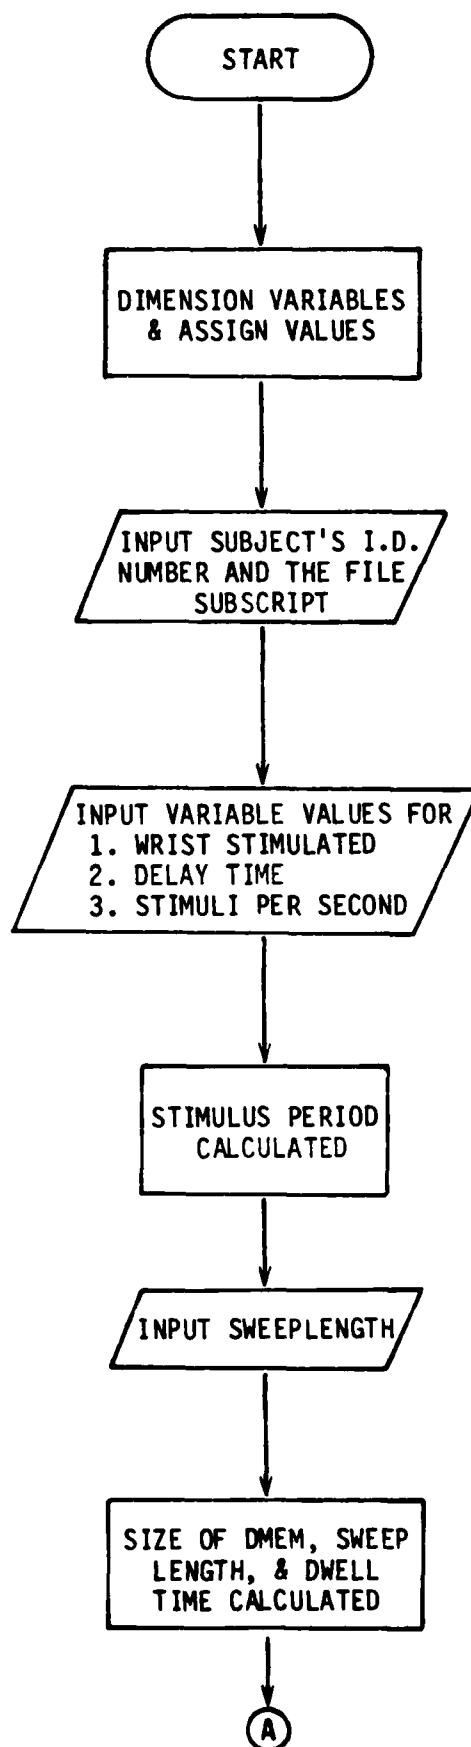 START
DIMENSION VARIABLES
& ASSIGN VALUES
INPUT SUBJECT'S I.D.
NUMBER AND THE FILE
SUBSCRIPT
INPUT VARIABLE VALUES FOR
1. WRIST STIMULATED
2. DELAY TIME
3. STIMULI PER SECOND
STIMULUS PERIOD
CALCULATED
INPUT SWEEPLENGTH
SIZE OF DMEM, SWEEP
LENGTH, & DWELL
TIME CALCULATED
A